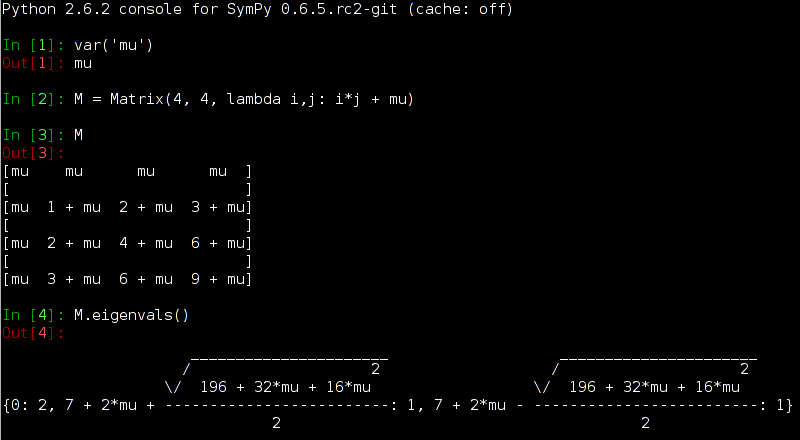 Python 2.6.2 console for SymPy 0.6.5.rc2-git (cache: off)
In [1]: var('mu')
Out[1]: mu
In [2]: M = Matrix(4, 4, lambda i,j: i*j + mu)
In [3]: M
Out[3]:
[mu    mu      mu      mu  ]
[                          ]
[mu  1 + mu  2 + mu  3 + mu]
[                          ]
[mu  2 + mu  4 + mu  6 + mu]
[                          ]
[mu  3 + mu  6 + mu  9 + mu]
In [4]: M.eigenvals()
Out[4]:
                     ______________________                   ______________________
                    /                    2                   /                    2
                  \/  196 + 32*mu + 16*mu                  \/  196 + 32*mu + 16*mu
{0: 2, 7 + 2*mu + -------------------------: 1, 7 + 2*mu - -------------------------: 1}
                              2                                        2